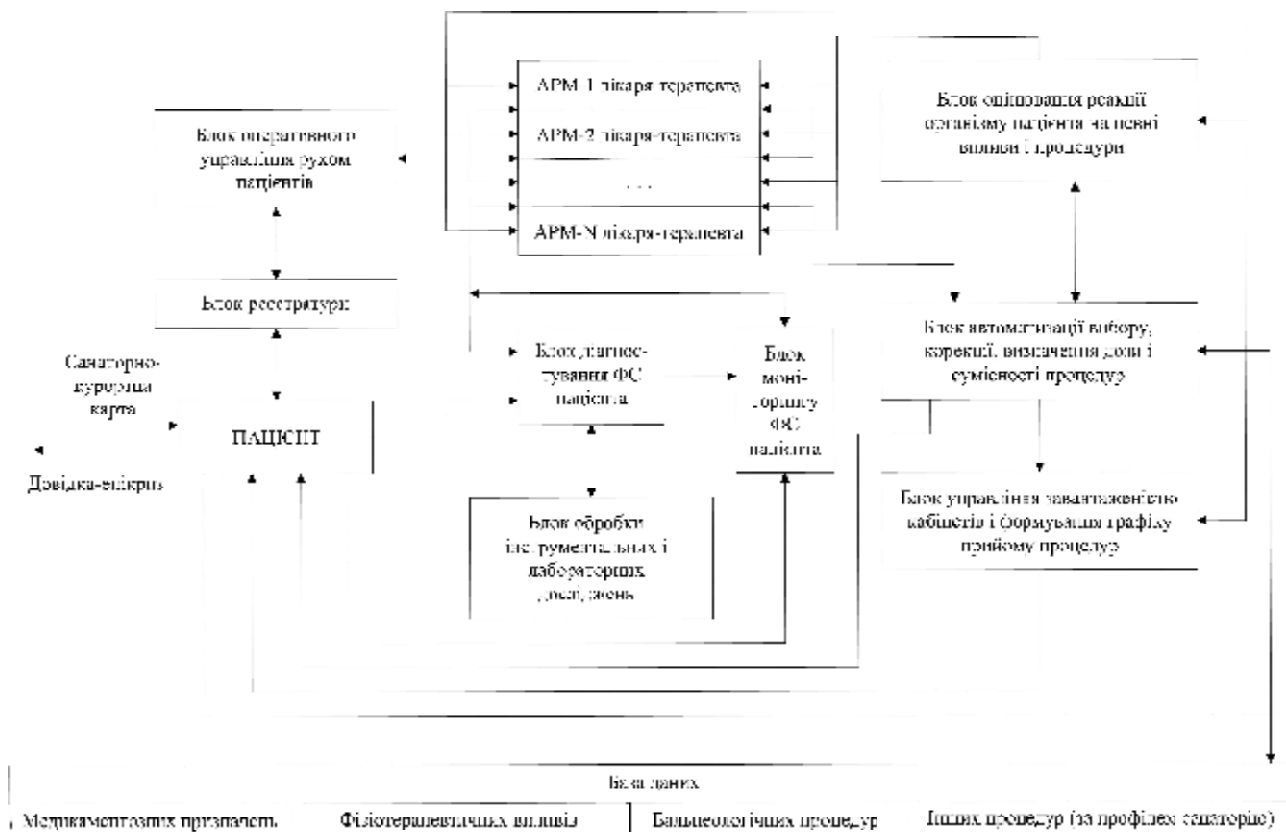 АРМ-1 лікаря-терапевта
АРМ-2 лікаря-терапевта
. . .
АРМ-N лікаря-терапевта
Блок оперативного
управління рухом
пацієнтів
Блок реєстратури
Санаторно-
курортна
карта
ПАЦІЄНТ
Довідка-епікриз
Блок діагнос-
тування ФС
пацієнта
Блок
моні-
торингу
ФС
пацієнта
Блок обробки
інструментальних і
лабораторних
досліджень
Блок оцінювання реакції
організму пацієнта на певні
впливи і процедури
Блок автоматизації вибору,
корекції, визначення дози і
сумісності процедур
Блок управління завантаженістю
кабінетів і формування графіку
прийому процедур
База даних
Медикаментозних призначень
Фізіотерапевтичних впливів
Бальнеологічних процедур
Інших процедур (за профілем санаторію)